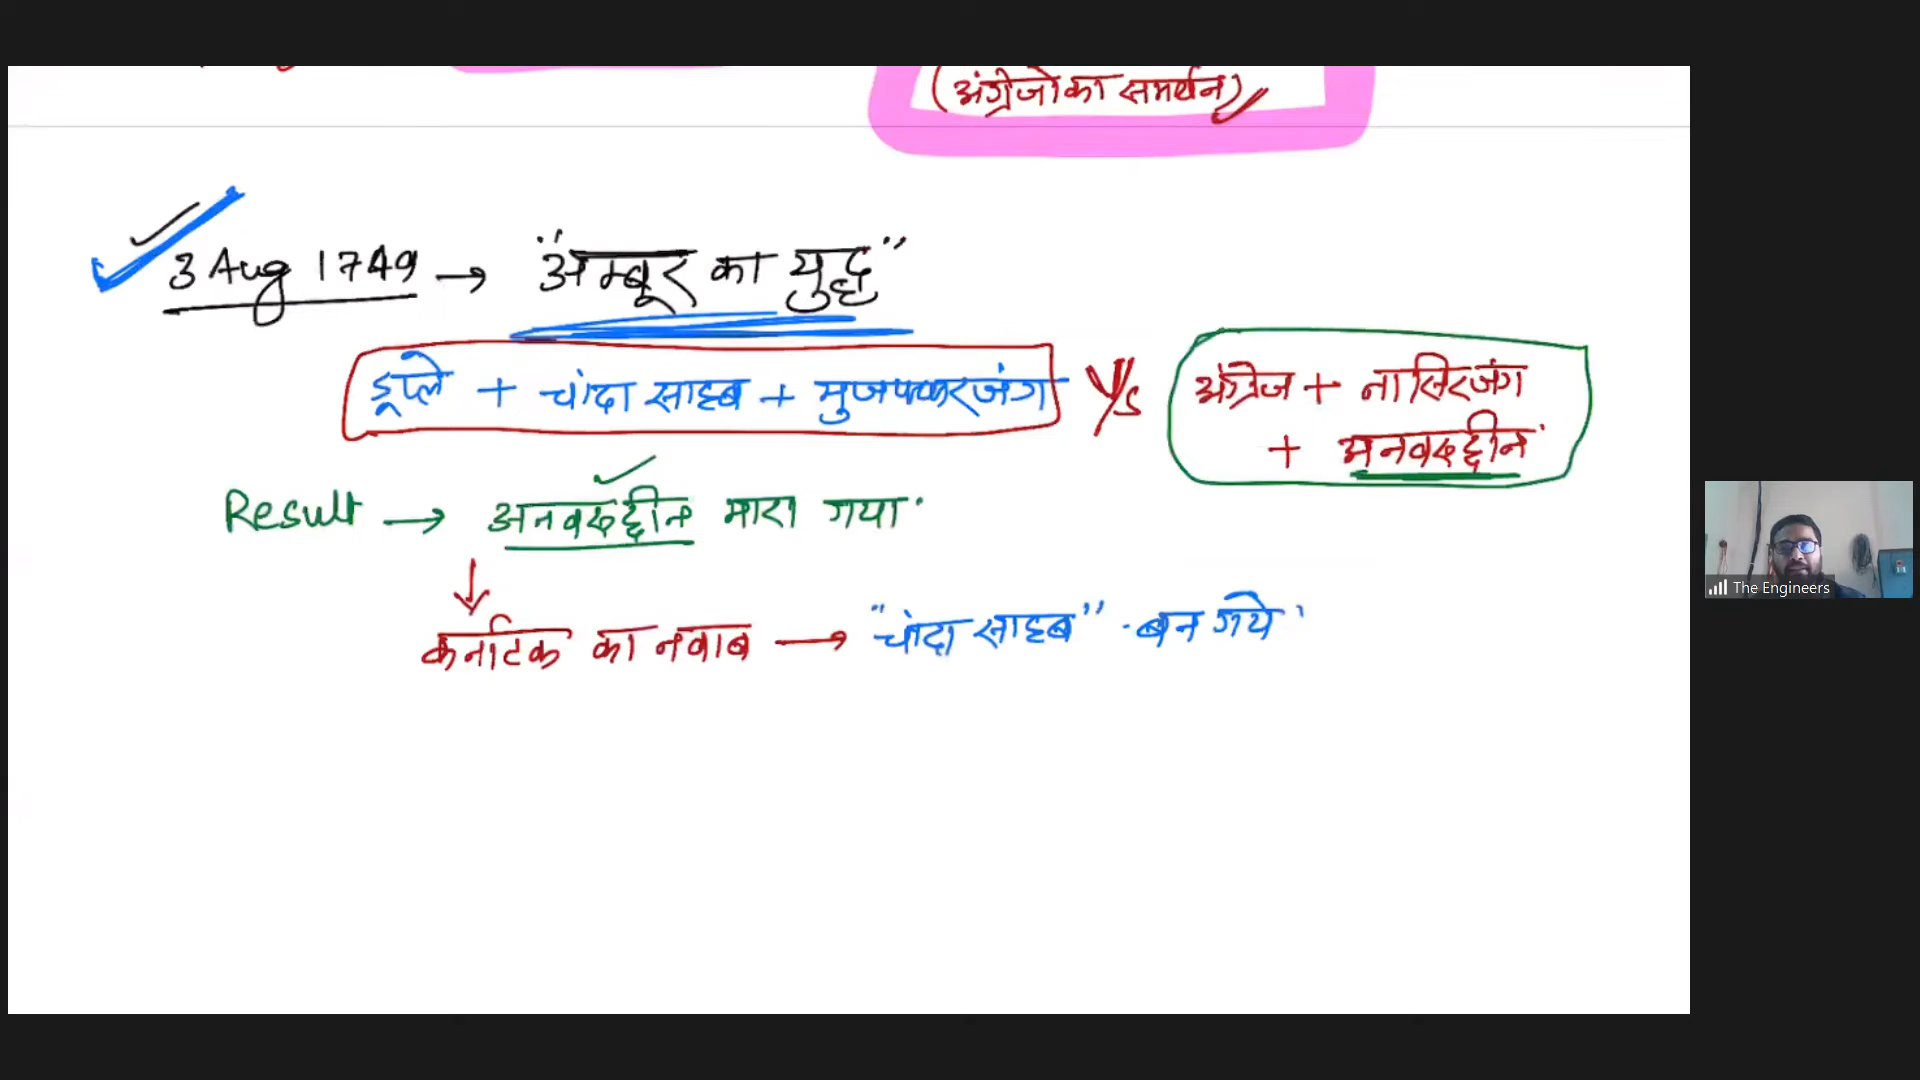 (अंग्रेजो का समर्थन)
3 Aug 1749 → "अम्बूर का युद्ध"
डूप्ले + चांदा साहब + मुजफ्फरजंग V/s अंग्रेज + नासिरजंग
+ अनवरुद्दीन
Result → अनवरुद्दीन मारा गया
कर्नाटक का नवाब → "चांदा साहब" बन गये
The Engineers